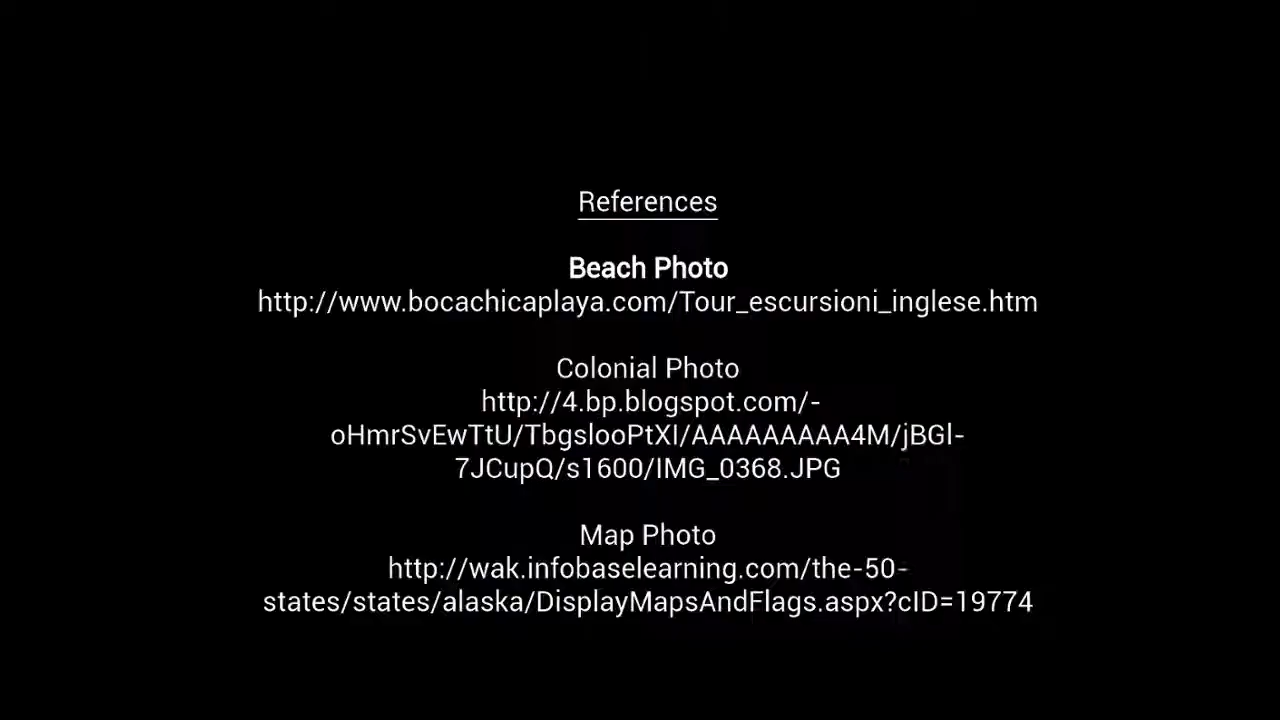 References
Beach Photo
http://www.bocachicaplaya.com/Tour_escursioni_inglese.htm
Colonial Photo
http://4.bp.blogspot.com/-
oHmrSvEwTtU/TbgslooPtXI/AAAAAAAAA4M/jBGl-
7JCupQ/s1600/IMG_0368.JPG
Map Photo
http://wak.infobaselearning.com/the-50-
states/states/alaska/DisplayMapsAndFlags.aspx?cID=19774